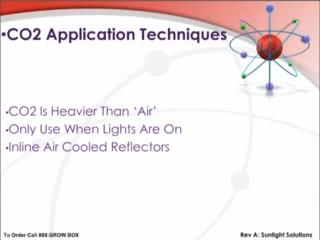 •CO2 Application Techniques
•CO2 Is Heavier Than ‘Air’
•Only Use When Lights Are On
•Inline Air Cooled Reflectors
To Order Call 888.GROW.BOX
Rev A: Sunlight Solutions